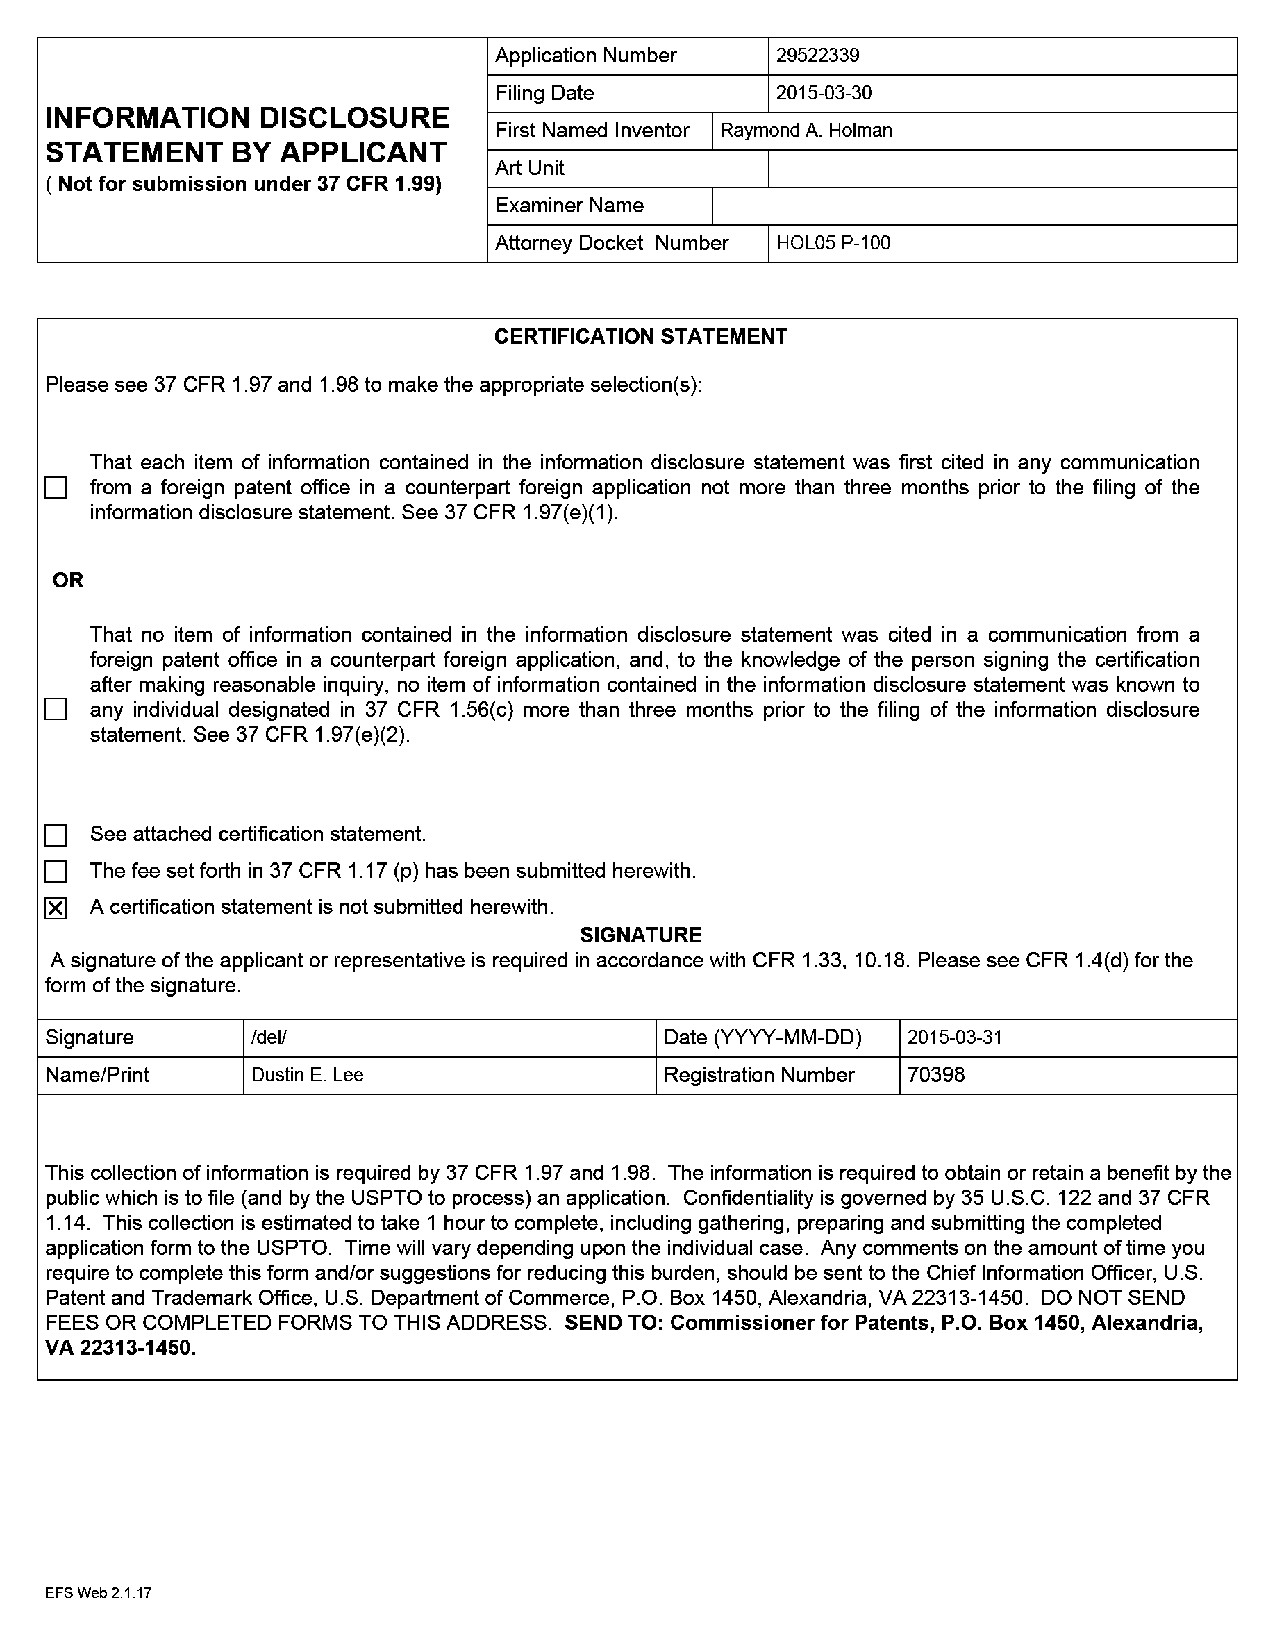 Application Number 29522339
Filing Date 2015-03-30
INFORMATION DISCLOSURE
First Named Inventor Raymond A. Holman
STATEMENT BY APPLICANT
Art Unit
( Not for submission under 37 CFR 1.99)
Examiner Name
Attorney Docket Number HOL05 P-100
CERTIFICATION STATEMENT
Please see 37 CFR 1.97 and 1.98 to make the appropriate selection(s):
That each item of information contained in the information disclosure statement was first cited in any communication
from a foreign patent office in a counterpart foreign application not more than three months prior to the filing of the
information disclosure statement. See 37 CFR 1.97(e)(1).
OR
That no item of information contained in the information disclosure statement was cited in a communication from a
foreign patent office in a counterpart foreign application, and, to the knowledge of the person signing the certification
after making reasonable inquiry, no item of information contained in the information disclosure statement was known to
any individual designated in 37 CFR 1.56(c) more than three months prior to the filing of the information disclosure
statement. See 37 CFR 1.97(e)(2).
See attached certification statement.
The fee set forth in 37 CFR 1.17 (p) has been submitted herewith.
☒ A certification statement is not submitted herewith.
SIGNATURE
A signature of the applicant or representative is required in accordance with CFR 1.33, 10.18. Please see CFR 1.4(d) for the
form of the signature.
Signature /del/ Date (YYYY-MM-DD) 2015-03-31
Name/Print Dustin E. Lee Registration Number 70398
This collection of information is required by 37 CFR 1.97 and 1.98. The information is required to obtain or retain a benefit by the
public which is to file (and by the USPTO to process) an application. Confidentiality is governed by 35 U.S.C. 122 and 37 CFR
1.14. This collection is estimated to take 1 hour to complete, including gathering, preparing and submitting the completed
application form to the USPTO. Time will vary depending upon the individual case. Any comments on the amount of time you
require to complete this form and/or suggestions for reducing this burden, should be sent to the Chief Information Officer, U.S.
Patent and Trademark Office, U.S. Department of Commerce, P.O. Box 1450, Alexandria, VA 22313-1450. DO NOT SEND
FEES OR COMPLETED FORMS TO THIS ADDRESS. SEND TO: Commissioner for Patents, P.O. Box 1450, Alexandria,
VA 22313-1450.
EFS Web 2.1.17